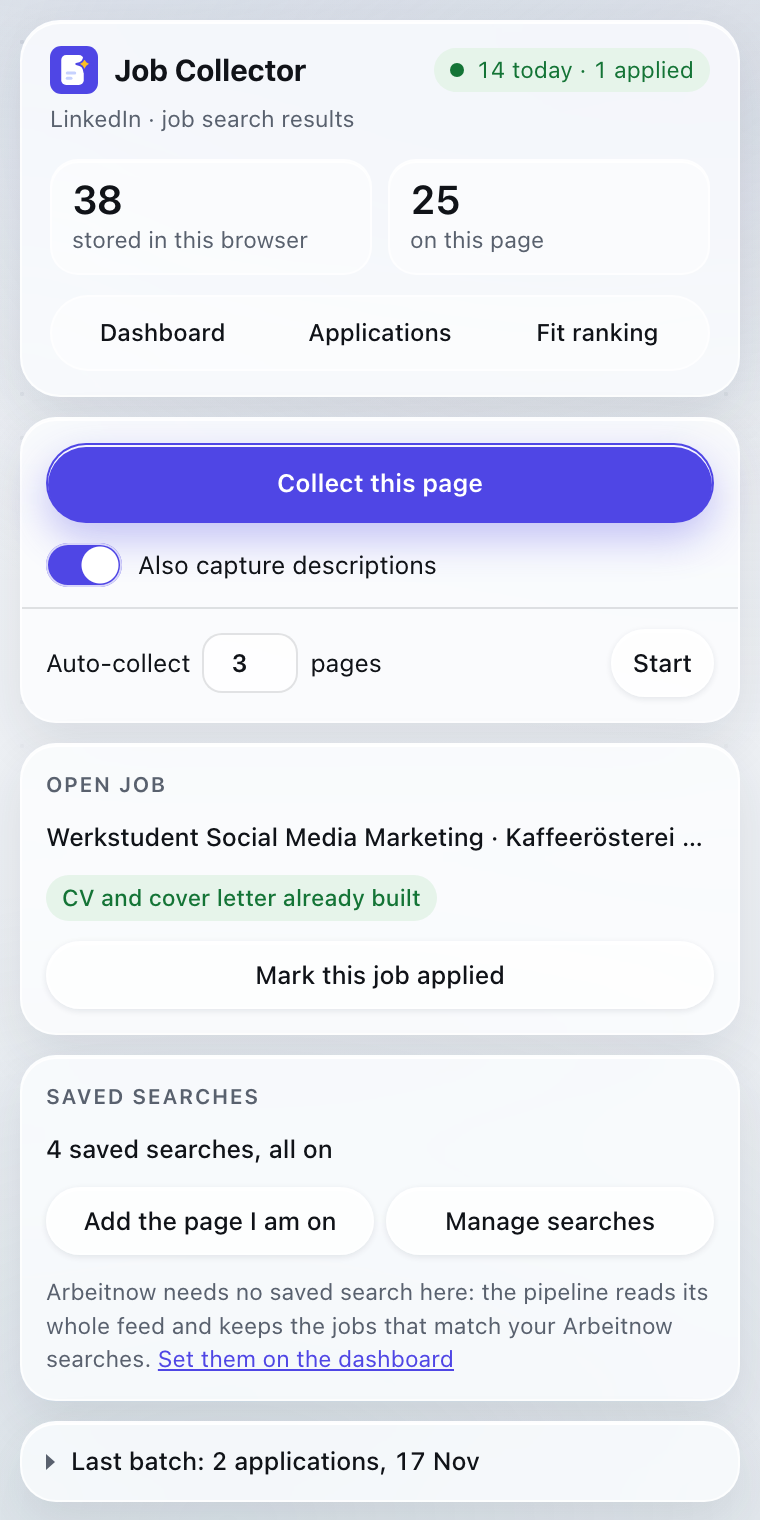 Job Collector
14 today · 1 applied
LinkedIn · job search results
38
stored in this browser
25
on this page
Dashboard
Applications
Fit ranking
Collect this page
Also capture descriptions
Auto-collect 3 pages
Start
OPEN JOB
Werkstudent Social Media Marketing · Kaffeerösterei ...
CV and cover letter already built
Mark this job applied
SAVED SEARCHES
4 saved searches, all on
Add the page I am on
Manage searches
Arbeitnow needs no saved search here: the pipeline reads its
whole feed and keeps the jobs that match your Arbeitnow
searches. Set them on the dashboard
Last batch: 2 applications, 17 Nov